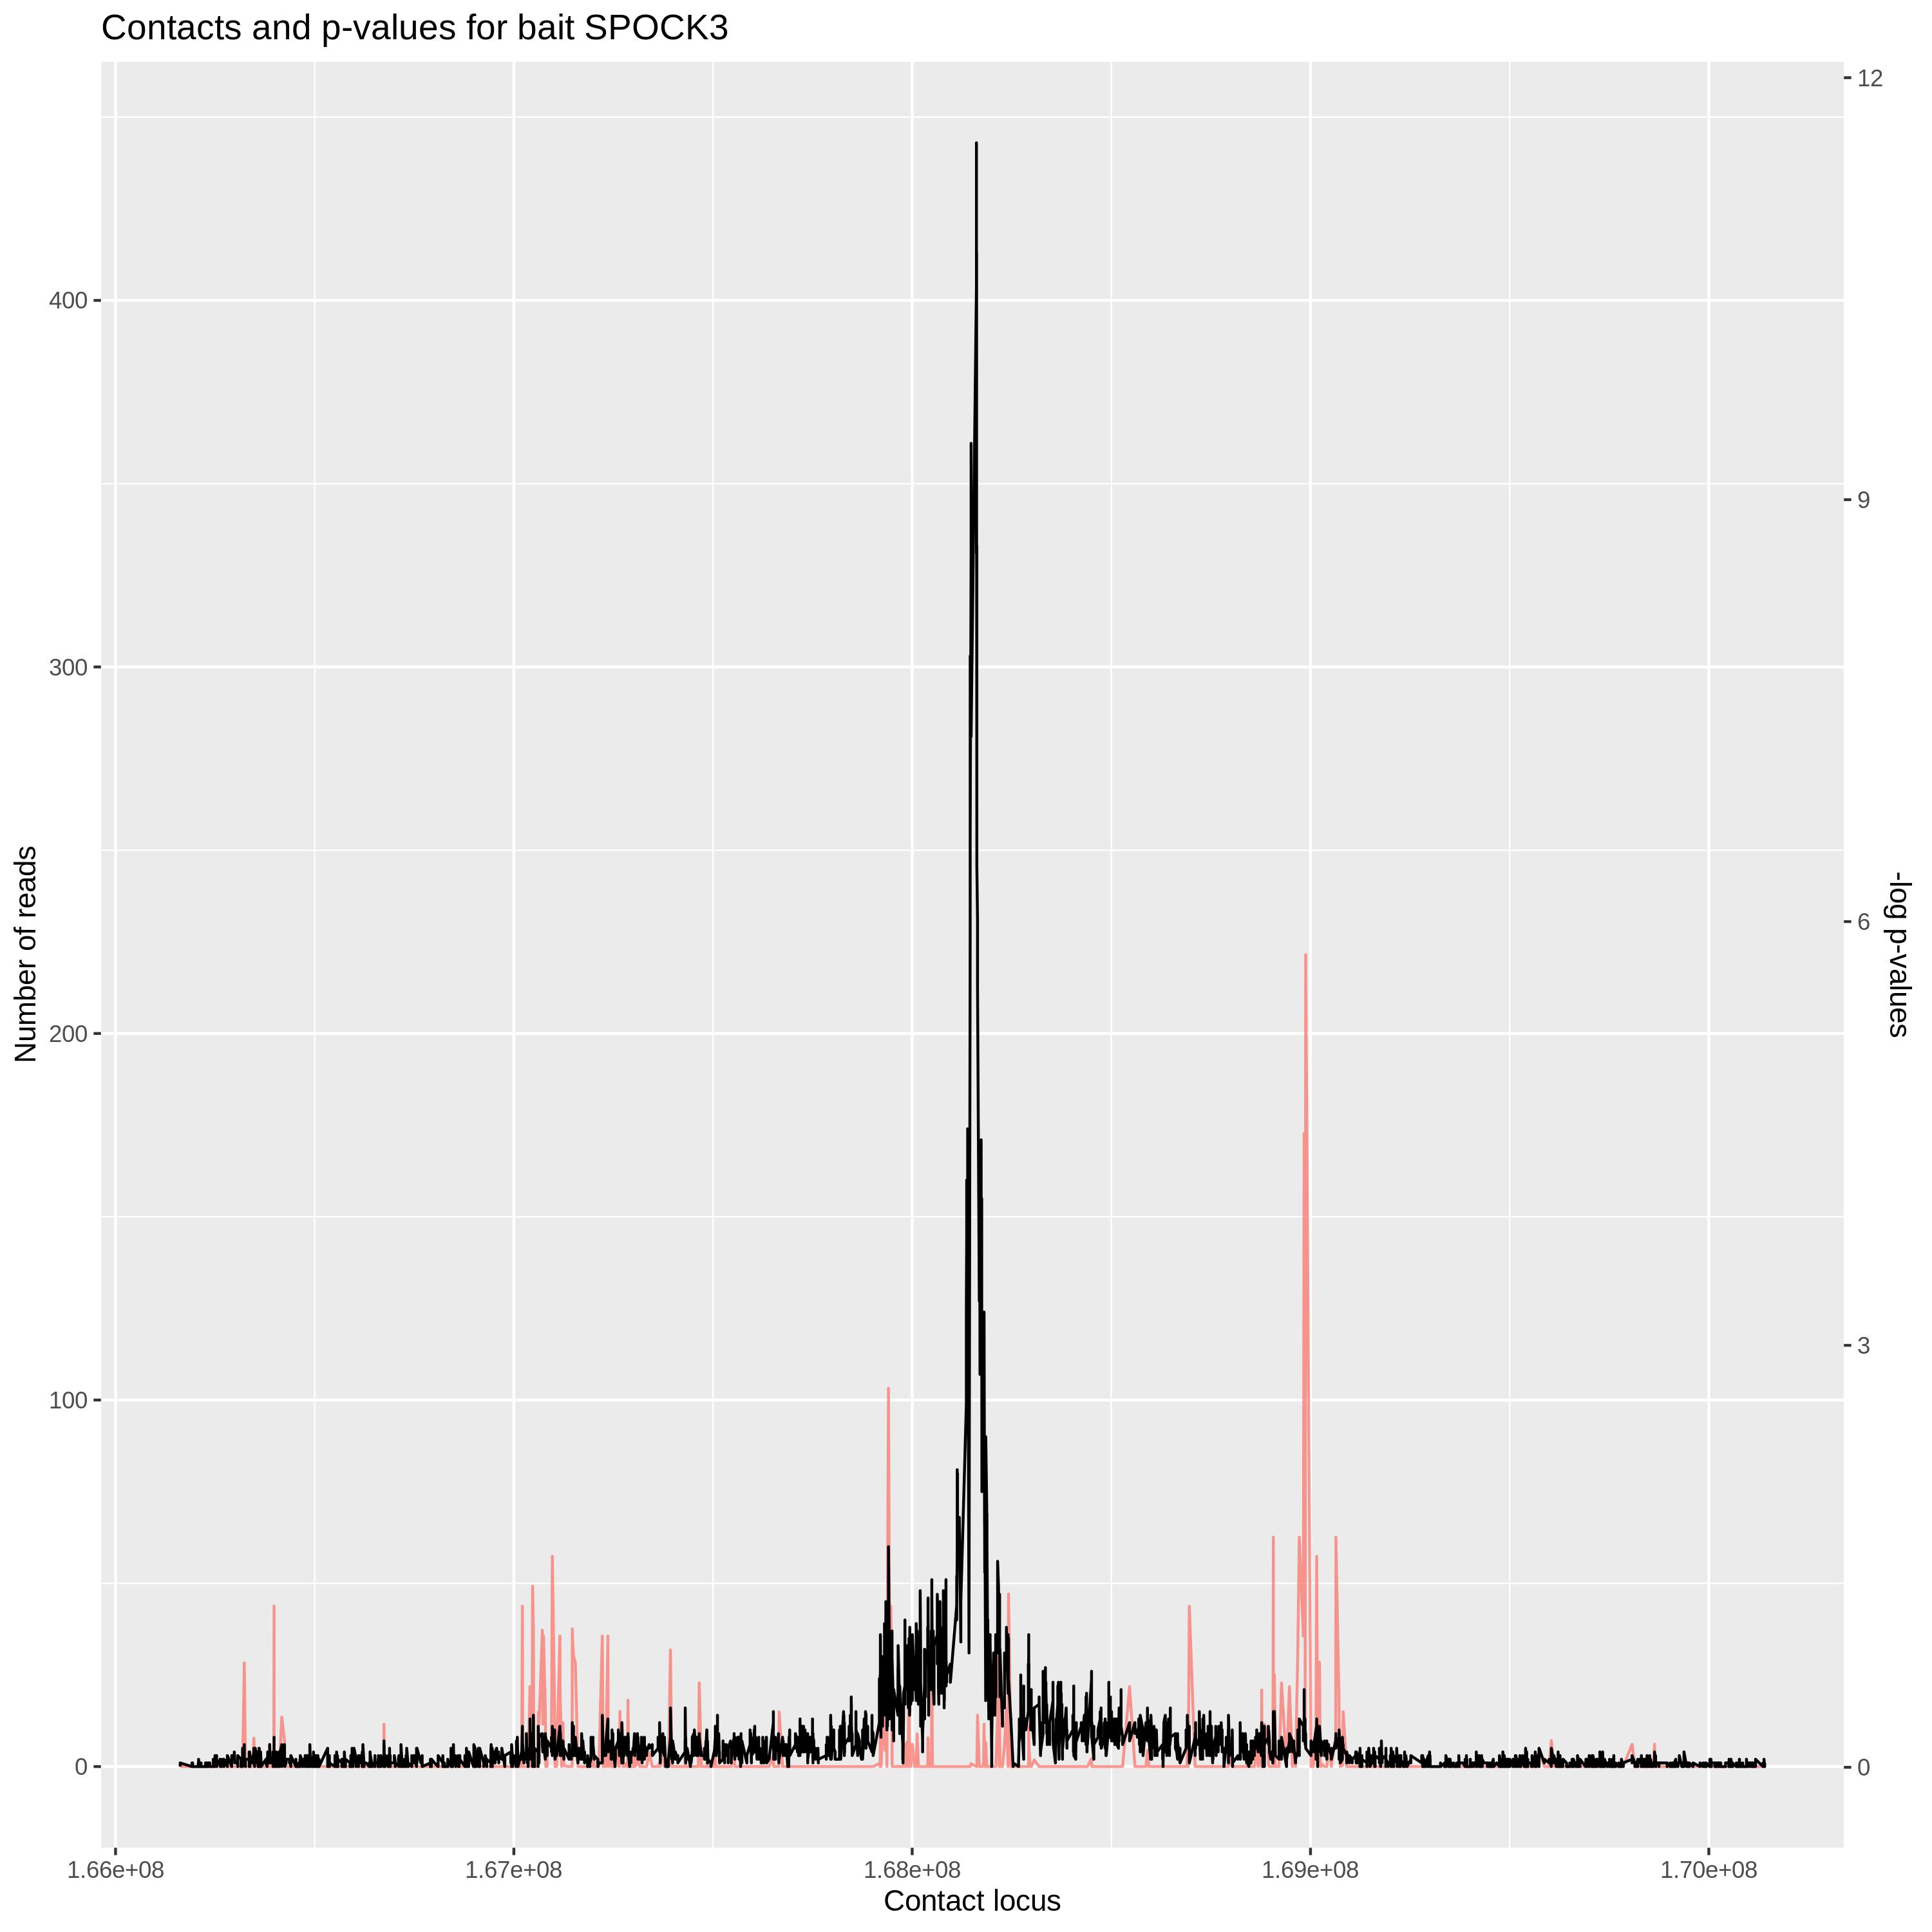 Contacts and p-values for bait SPOCK3
12
400
9
300
6
200
3
100
0
0
Number of reads
-log p-values
1.66e+08
1.67e+08
1.68e+08
1.69e+08
1.70e+08
Contact locus